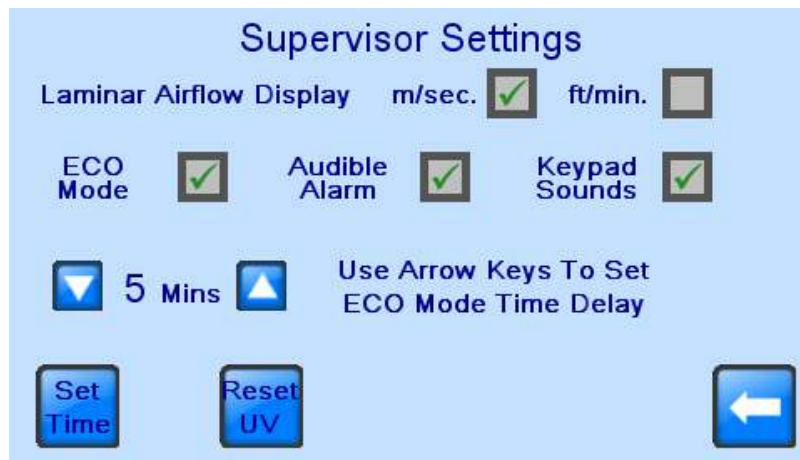 Supervisor Settings
Laminar Airflow Display m/sec. ft/min.
ECO Mode
Audible Alarm
Keypad Sounds
5 Mins
Use Arrow Keys To Set
ECO Mode Time Delay
Set Time
Reset UV